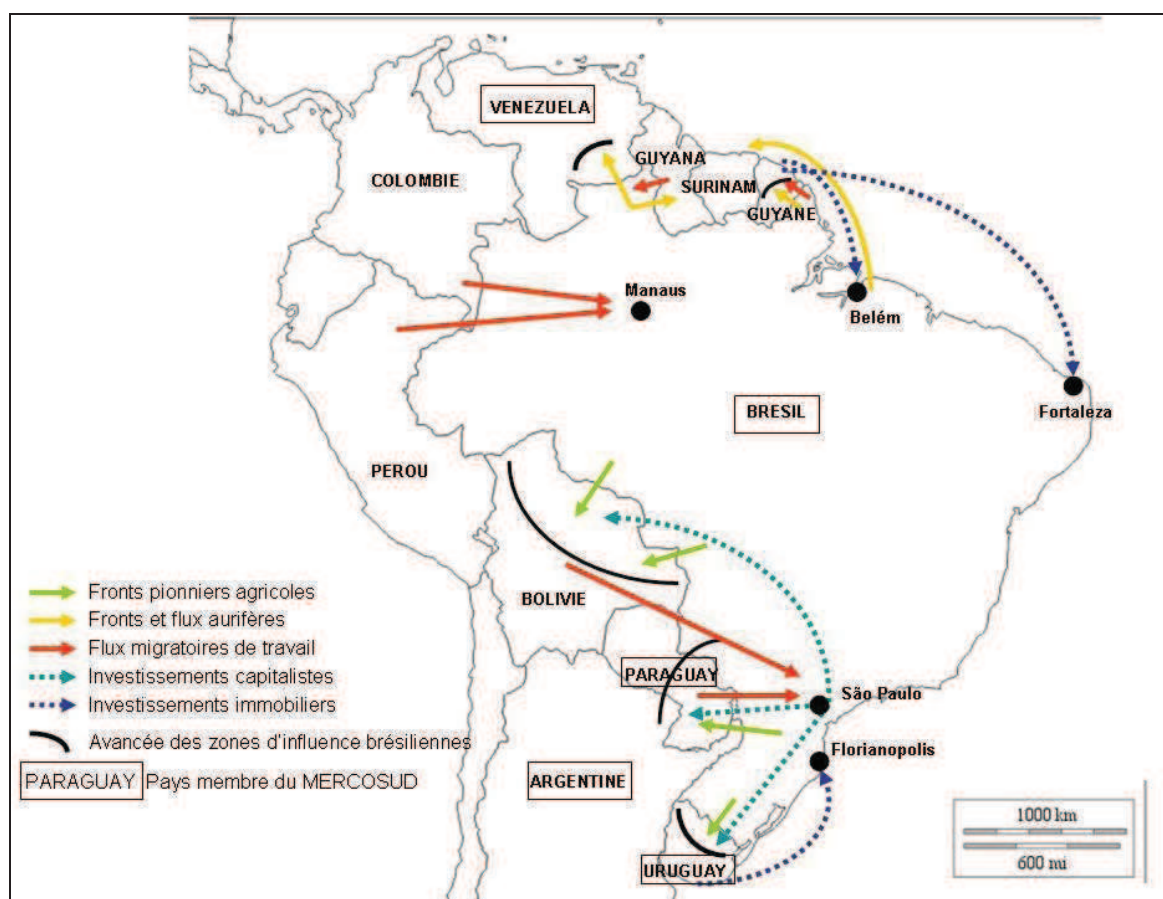 VENEZUELA
GUYANA
COLOMBIE
SURINAM
GUYANE
Manaus
Belém
BRESIL
Fortaleza
PEROU
Fronts pionniers agricoles
BOLIVIE
Fronts et flux aurifères
Flux migratoires de travail
PARAGUAY
Investissements capitalistes
São Paulo
Investissements immobiliers
Avancée des zones d'influence brésiliennes
Florianopolis
PARAGUAY Pays membre du MERCOSUD
ARGENTINE
1000 km
600 mi
URUGUAY